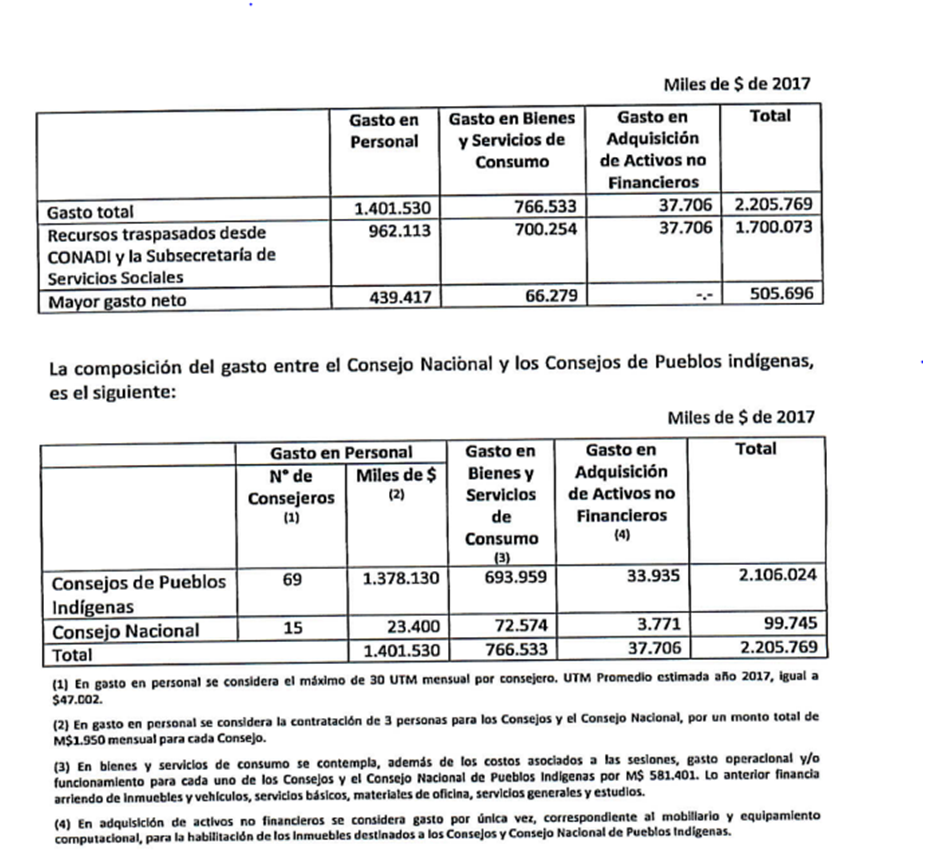 Miles de $ de 2017
Gasto en Personal | Gasto en Bienes y Servicios de Consumo | Gasto en Adquisición de Activos no Financieros | Total
Gasto total | 1.401.530 | 766.533 | 37.706 | 2.205.769
Recursos traspasados desde CONADI y la Subsecretaría de Servicios Sociales | 962.113 | 700.254 | 37.706 | 1.700.073
Mayor gasto neto | 439.417 | 66.279 | -.- | 505.696
La composición del gasto entre el Consejo Nacional y los Consejos de Pueblos indígenas,
es el siguiente:
Miles de $ de 2017
Gasto en Personal | Gasto en Bienes y Servicios de Consumo (3) | Gasto en Adquisición de Activos no Financieros (4) | Total
N° de Consejeros (1) | Miles de $ (2)
Consejos de Pueblos Indígenas | 69 | 1.378.130 | 693.959 | 33.935 | 2.106.024
Consejo Nacional | 15 | 23.400 | 72.574 | 3.771 | 99.745
Total | 1.401.530 | 766.533 | 37.706 | 2.205.769
(1) En gasto en personal se considera el máximo de 30 UTM mensual por consejero. UTM Promedio estimada año 2017, igual a
$47.002.
(2) En gasto en personal se considera la contratación de 3 personas para los Consejos y el Consejo Nacional, por un monto total de
M$1.950 mensual para cada Consejo.
(3) En bienes y servicios de consumo se contempla, además de los costos asociados a las sesiones, gasto operacional y/o
funcionamiento para cada uno de los Consejos y el Consejo Nacional de Pueblos Indígenas por M$ 581.401. Lo anterior financia
arriendo de inmuebles y vehículos, servicios básicos, materiales de oficina, servicios generales y estudios.
(4) En adquisición de activos no financieros se considera gasto por única vez, correspondiente al mobiliario y equipamiento
computacional, para la habilitación de los inmuebles destinados a los Consejos y Consejo Nacional de Pueblos Indígenas.